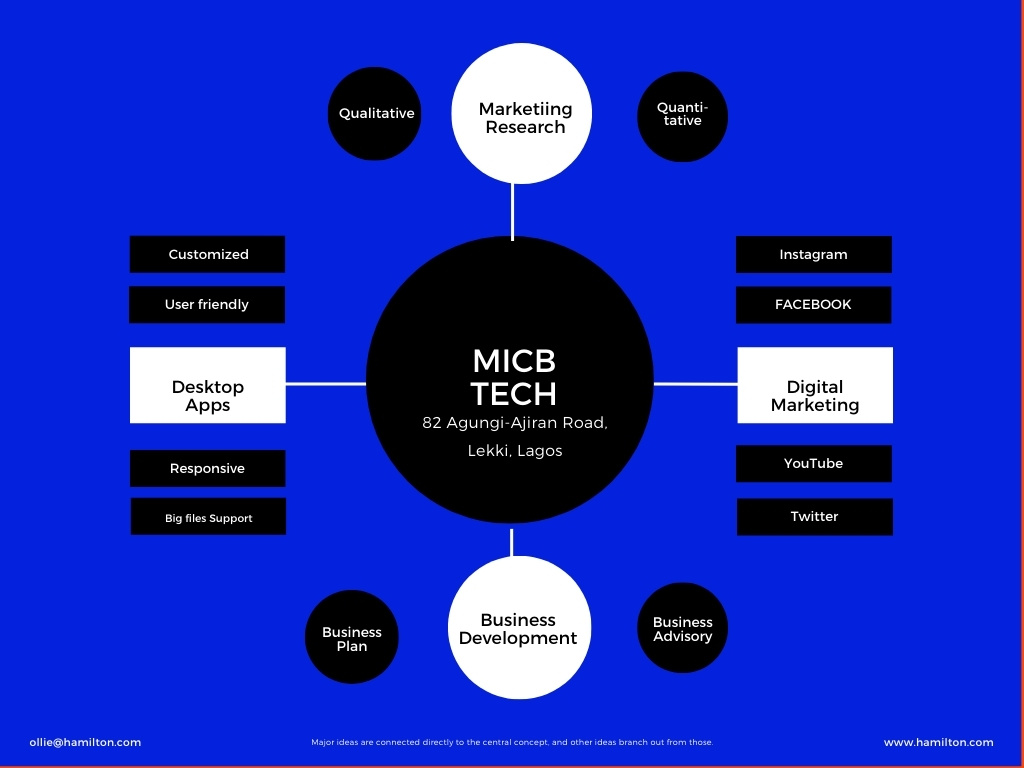 Qualitative
Marketiing
Research
Quanti-
tative
Customized
User friendly
Desktop
Apps
Responsive
Big files Support
MICB
TECH
82 Agungi-Ajiran Road,
Lekki, Lagos
Instagram
FACEBOOK
Digital
Marketing
YouTube
Twitter
Business
Plan
Business
Development
Business
Advisory
ollie@hamilton.com
Major ideas are connected directly to the central concept, and other ideas branch out from those.
www.hamilton.com